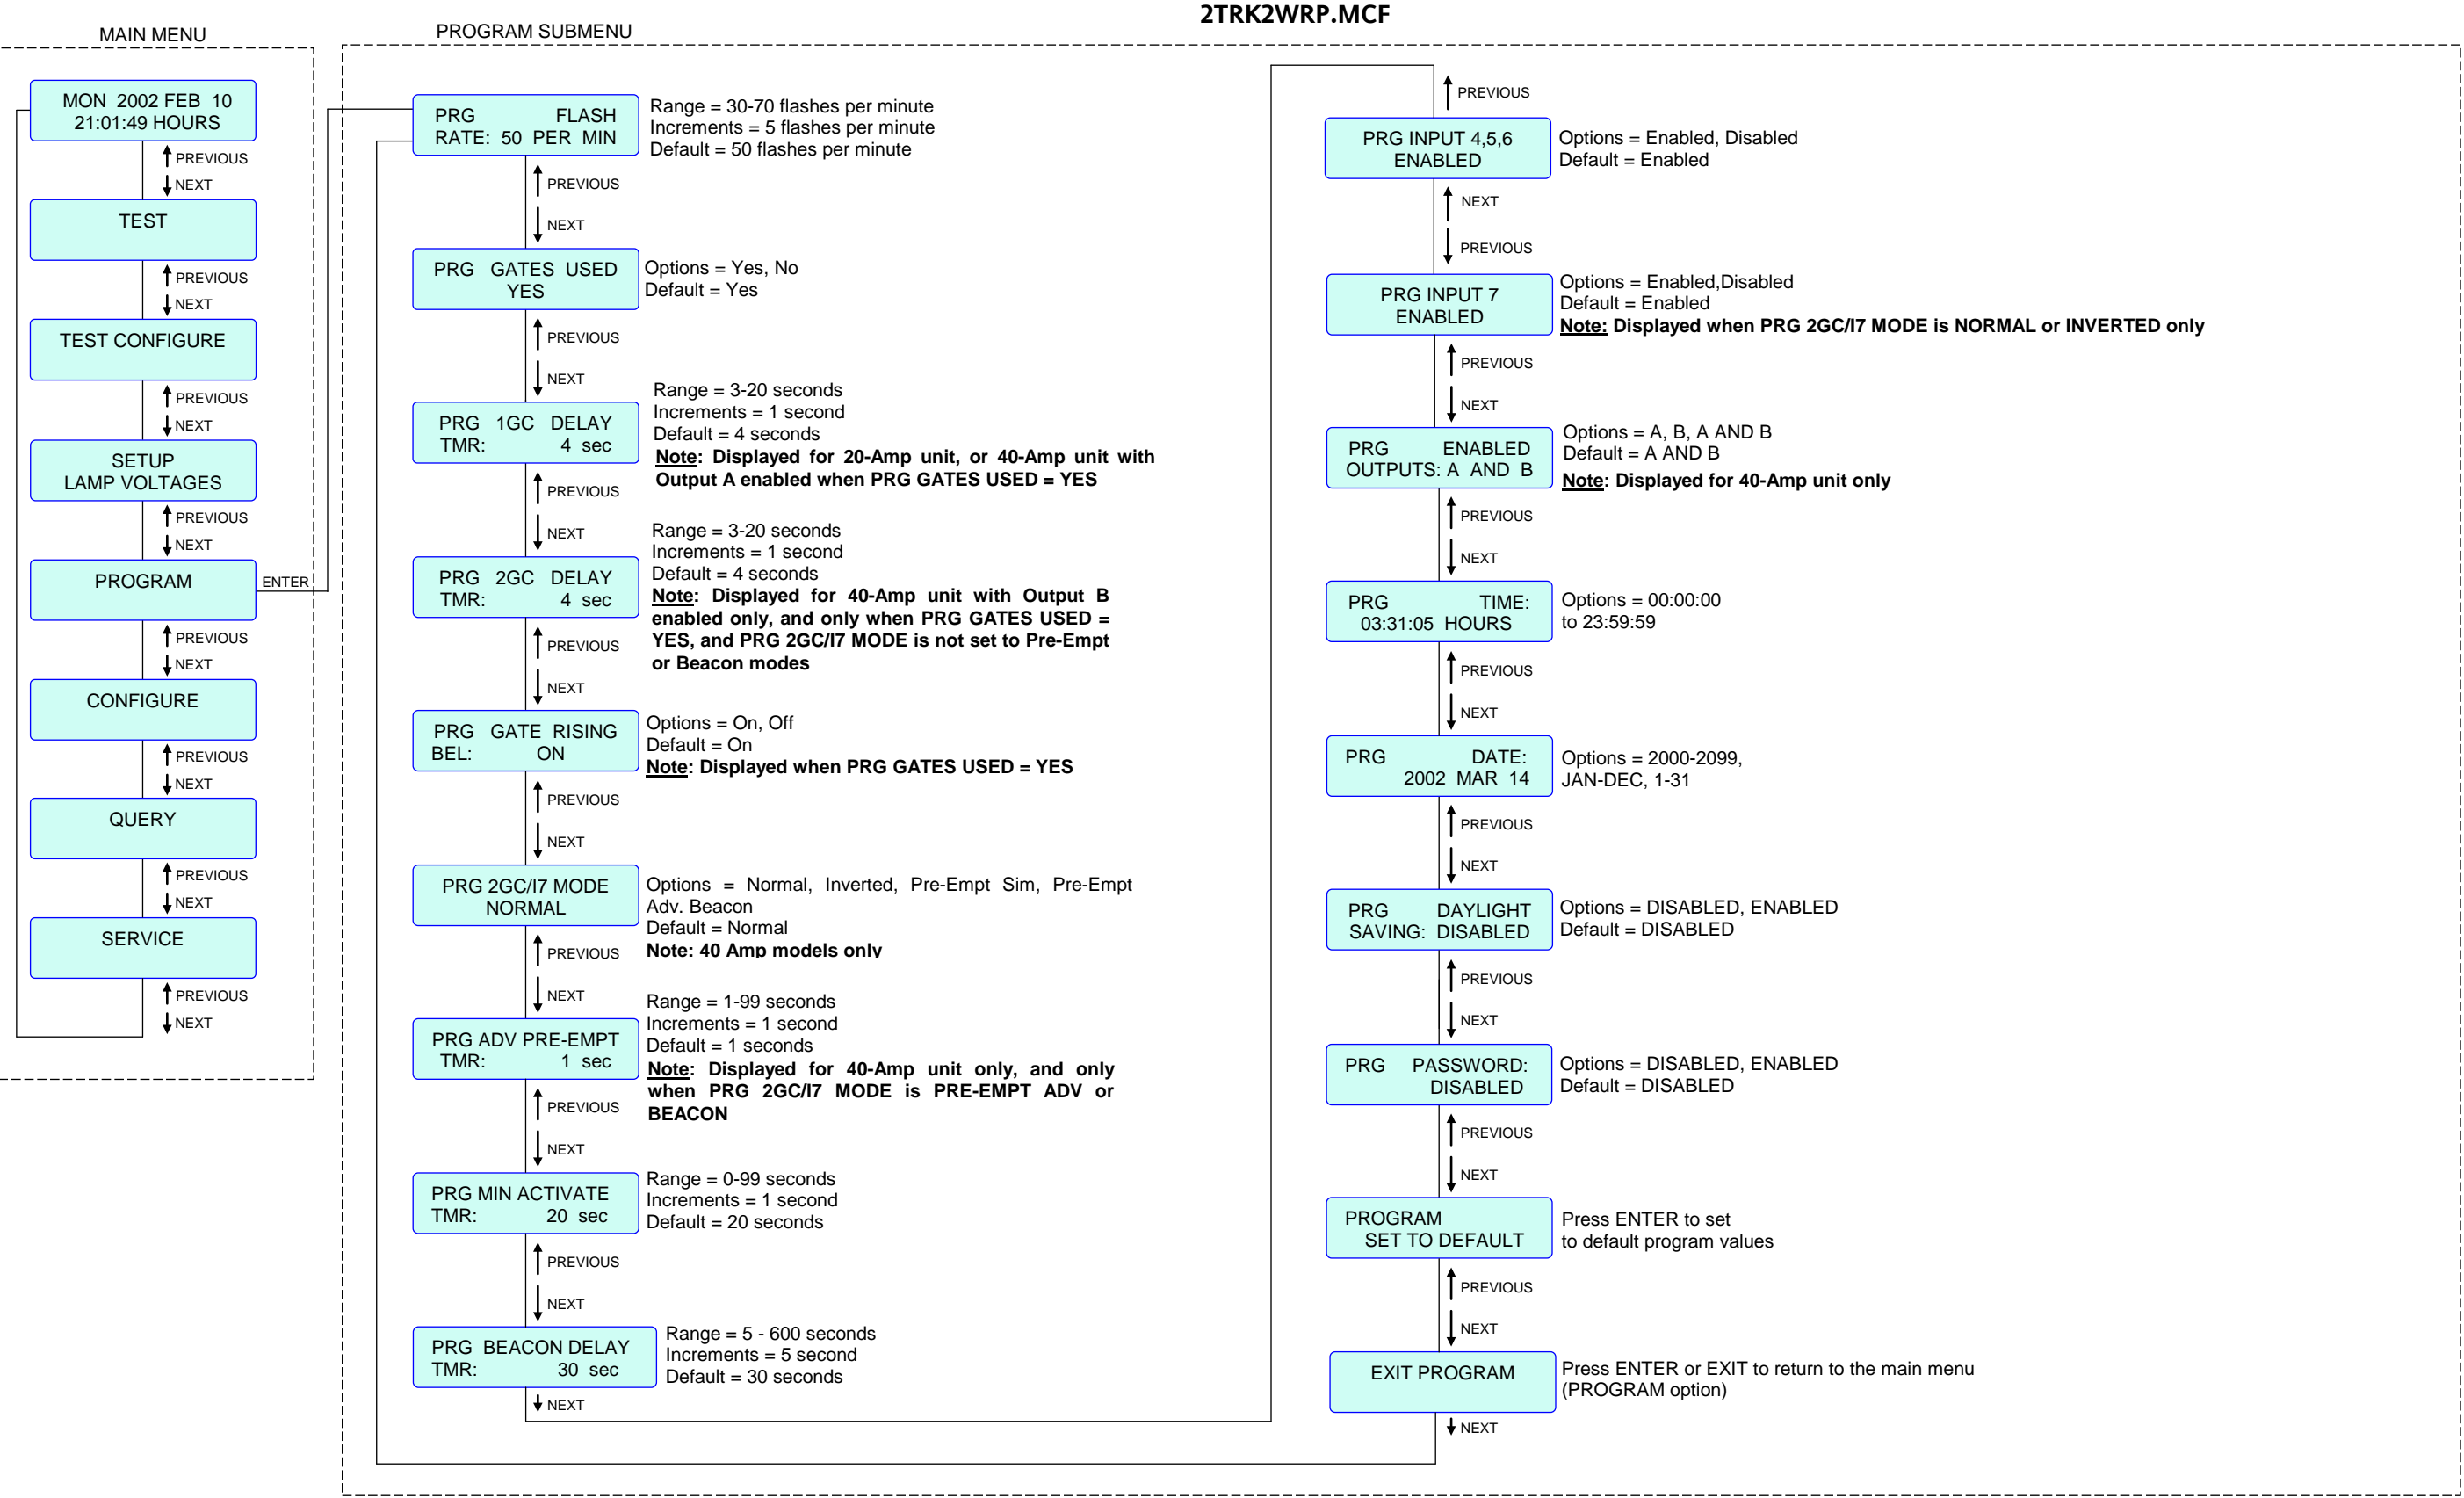 2TRK2WRP.MCF
MAIN MENU
MON 2002 FEB 10
21:01:49 HOURS
PREVIOUS
NEXT
TEST
PREVIOUS
NEXT
TEST CONFIGURE
PREVIOUS
NEXT
SETUP
LAMP VOLTAGES
PREVIOUS
NEXT
PROGRAM
ENTER
PREVIOUS
NEXT
CONFIGURE
PREVIOUS
NEXT
QUERY
PREVIOUS
NEXT
SERVICE
PREVIOUS
NEXT
PROGRAM SUBMENU
PRG FLASH
RATE: 50 PER MIN
Range = 30-70 flashes per minute
Increments = 5 flashes per minute
Default = 50 flashes per minute
PREVIOUS
NEXT
PRG GATES USED
YES
Options = Yes, No
Default = Yes
PREVIOUS
NEXT
PRG 1GC DELAY
TMR: 4 sec
Range = 3-20 seconds
Increments = 1 second
Default = 4 seconds
Note: Displayed for 20-Amp unit, or 40-Amp unit with
Output A enabled when PRG GATES USED = YES
PREVIOUS
NEXT
PRG 2GC DELAY
TMR: 4 sec
Range = 3-20 seconds
Increments = 1 second
Default = 4 seconds
Note: Displayed for 40-Amp unit with Output B
enabled only, and only when PRG GATES USED =
YES, and PRG 2GC/I7 MODE is not set to Pre-Empt
or Beacon modes
PREVIOUS
NEXT
PRG GATE RISING
BEL: ON
Options = On, Off
Default = On
Note: Displayed when PRG GATES USED = YES
PREVIOUS
NEXT
PRG 2GC/I7 MODE
NORMAL
Options = Normal, Inverted, Pre-Empt Sim, Pre-Empt
Adv. Beacon
Default = Normal
Note: 40 Amp models only
PREVIOUS
NEXT
PRG ADV PRE-EMPT
TMR: 1 sec
Range = 1-99 seconds
Increments = 1 second
Default = 1 seconds
Note: Displayed for 40-Amp unit only, and only
when PRG 2GC/I7 MODE is PRE-EMPT ADV or
BEACON
PREVIOUS
NEXT
PRG MIN ACTIVATE
TMR: 20 sec
Range = 0-99 seconds
Increments = 1 second
Default = 20 seconds
PREVIOUS
NEXT
PRG BEACON DELAY
TMR: 30 sec
Range = 5 - 600 seconds
Increments = 5 second
Default = 30 seconds
NEXT
PREVIOUS
PRG INPUT 4,5,6
ENABLED
Options = Enabled, Disabled
Default = Enabled
NEXT
PREVIOUS
PRG INPUT 7
ENABLED
Options = Enabled,Disabled
Default = Enabled
Note: Displayed when PRG 2GC/I7 MODE is NORMAL or INVERTED only
PREVIOUS
NEXT
PRG ENABLED
OUTPUTS: A AND B
Options = A, B, A AND B
Default = A AND B
Note: Displayed for 40-Amp unit only
PREVIOUS
NEXT
PRG TIME:
03:31:05 HOURS
Options = 00:00:00
to 23:59:59
PREVIOUS
NEXT
PRG DATE:
2002 MAR 14
Options = 2000-2099,
JAN-DEC, 1-31
PREVIOUS
NEXT
PRG DAYLIGHT
SAVING: DISABLED
Options = DISABLED, ENABLED
Default = DISABLED
PREVIOUS
NEXT
PRG PASSWORD:
DISABLED
Options = DISABLED, ENABLED
Default = DISABLED
PREVIOUS
NEXT
PROGRAM
SET TO DEFAULT
Press ENTER to set
to default program values
PREVIOUS
NEXT
EXIT PROGRAM
Press ENTER or EXIT to return to the main menu
(PROGRAM option)
NEXT